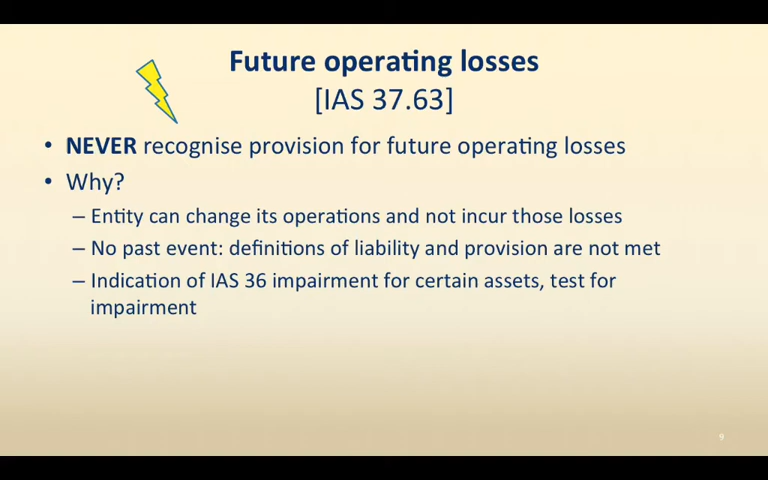 Future operating losses
[IAS 37.63]
• NEVER recognise provision for future operating losses
• Why?
– Entity can change its operations and not incur those losses
– No past event: definitions of liability and provision are not met
– Indication of IAS 36 impairment for certain assets, test for
impairment
9